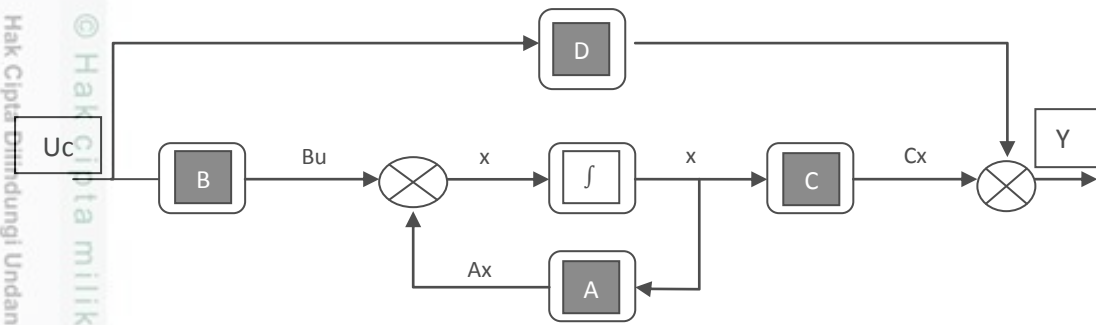 © Hak cipta milik
Hak Cipta Dilindungi Undan
D
Uc
B
Bu
x
∫
x
C
Cx
Y
Ax
A